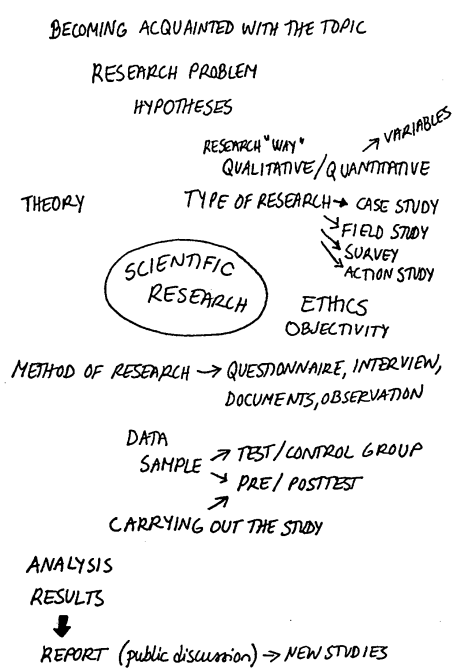 BECOMING ACQUAINTED WITH THE TOPIC
RESEARCH PROBLEM
HYPOTHESES
VARIABLES
RESEARCH "WAY"
QUALITATIVE/QUANTITATIVE
THEORY
TYPE OF RESEARCH → CASE STUDY
FIELD STUDY
SURVEY
ACTION STUDY
SCIENTIFIC
RESEARCH
ETHICS
OBJECTIVITY
METHOD OF RESEARCH → QUESTIONNAIRE, INTERVIEW,
DOCUMENTS, OBSERVATION
DATA
SAMPLE
TEST/CONTROL GROUP
PRE/POSTTEST
CARRYING OUT THE STUDY
ANALYSIS
RESULTS
REPORT (public discussion) → NEW STUDIES